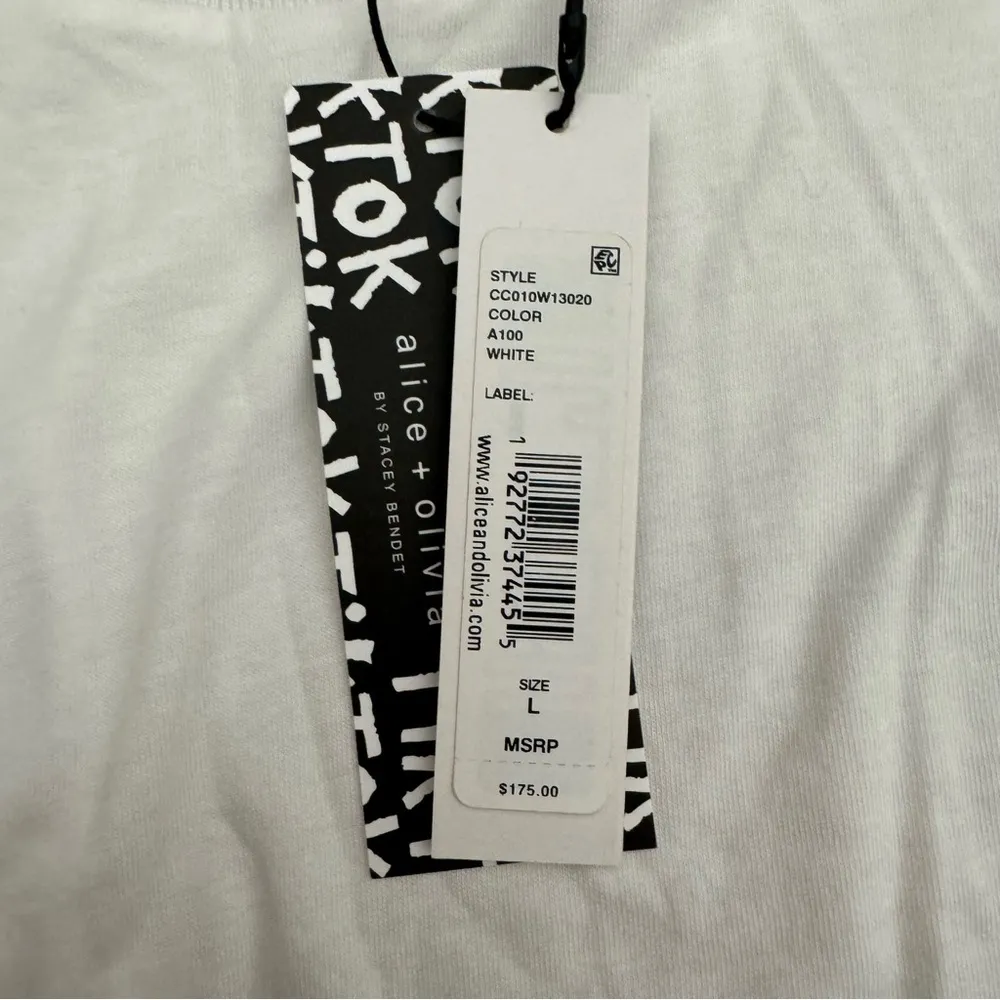 KTOK
alice + olivia
BY STACEY BENDET
STYLE
CC010W13020
COLOR
A100
WHITE
LABEL:
1 92772 37445 5
www.aliceandolivia.com
SIZE
L
MSRP
$175.00